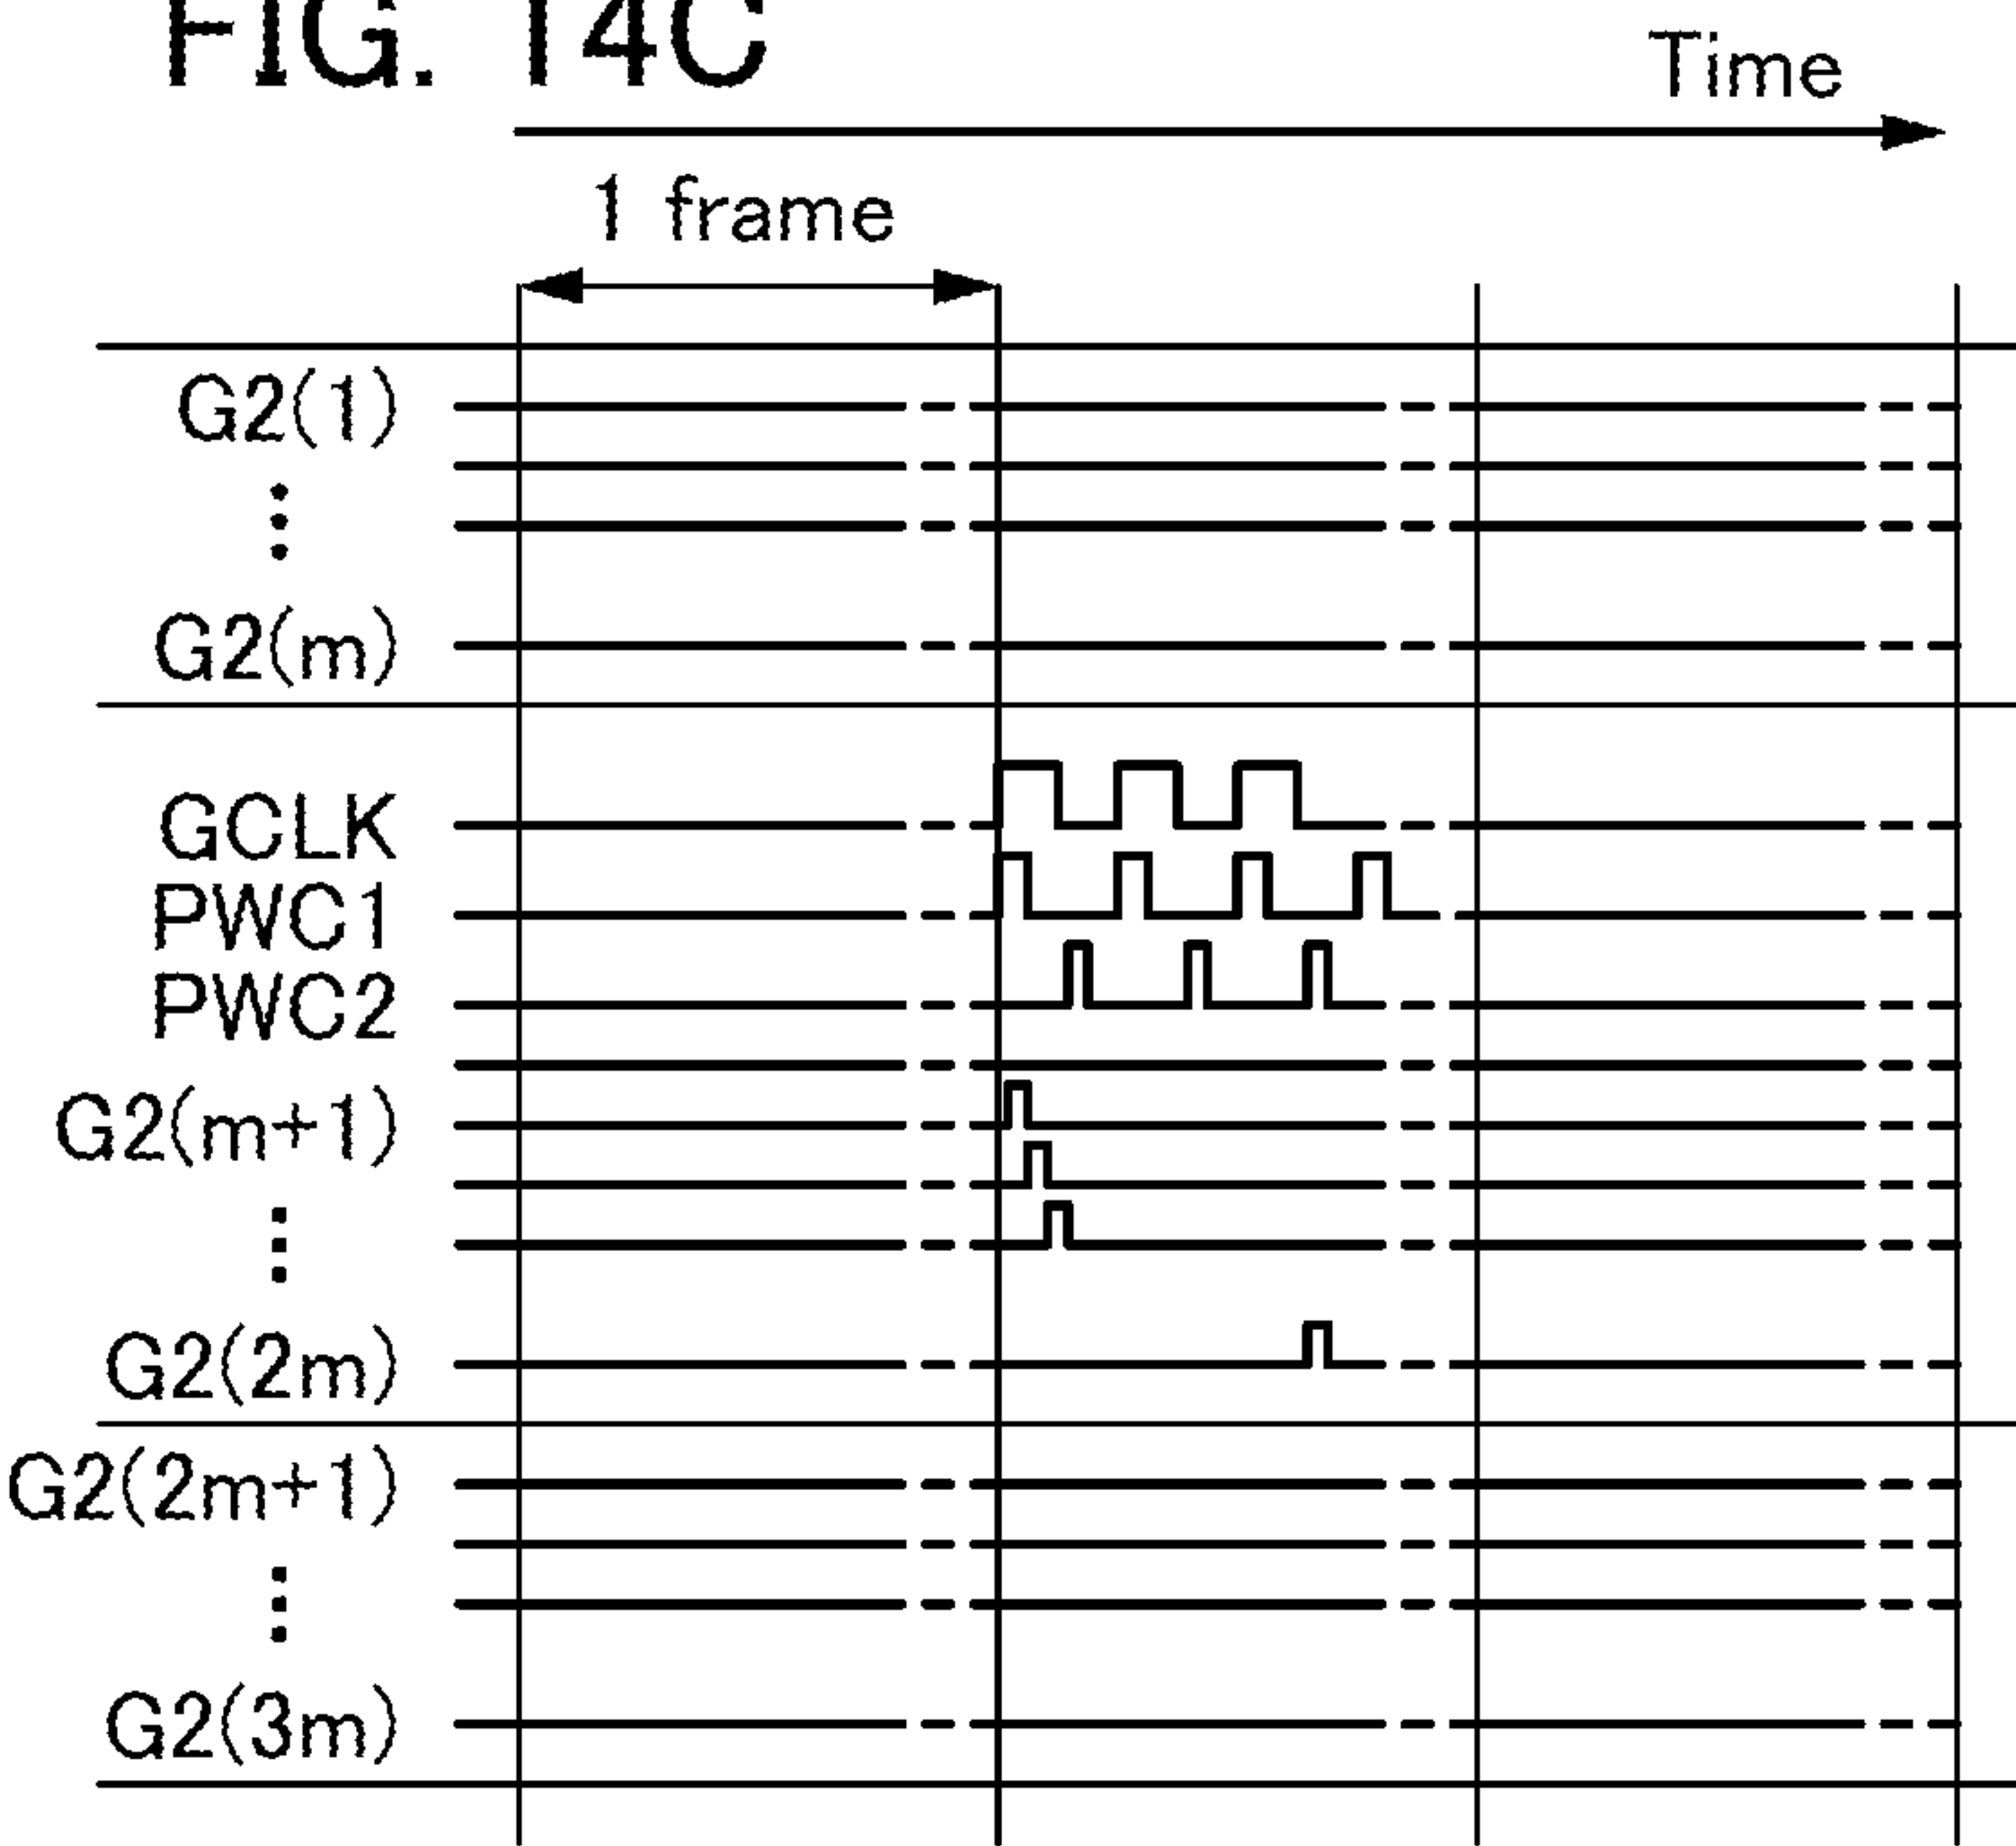 FIG. 14C
Time
1 frame
G2(1)
G2(m)
GCLK
PWC1
PWC2
G2(m+1)
G2(2m)
G2(2m+1)
G2(3m)